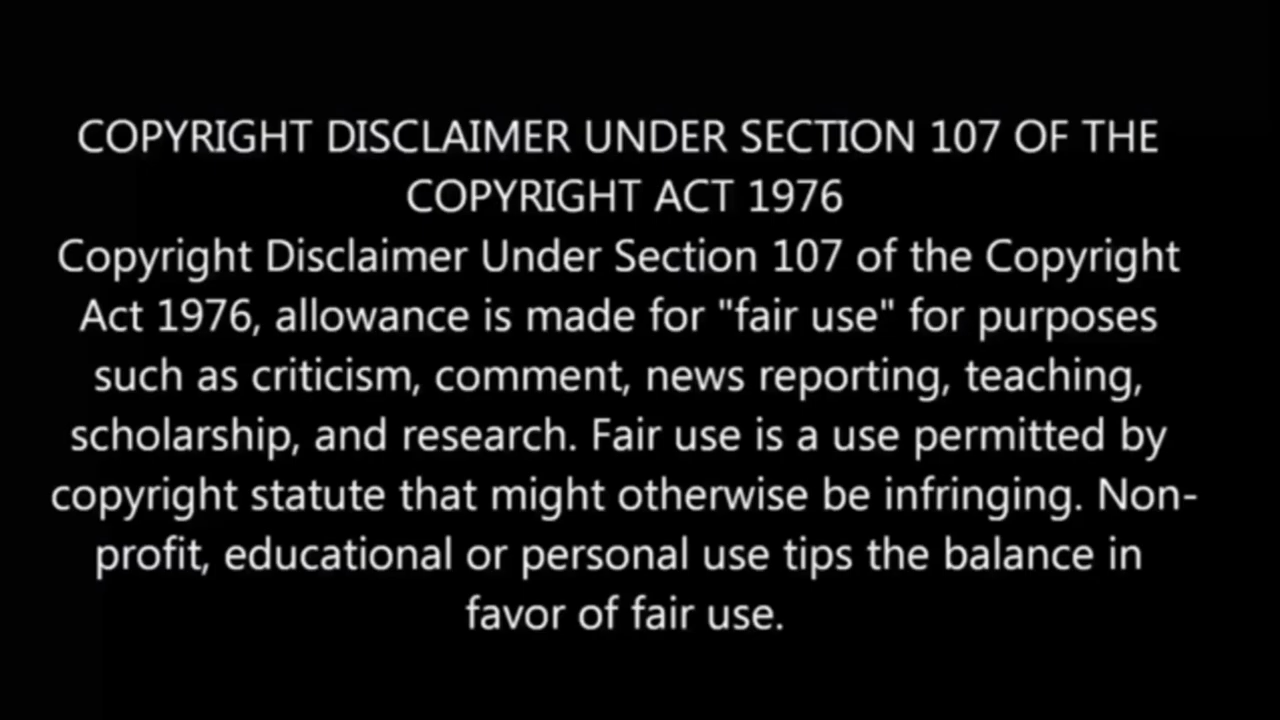 COPYRIGHT DISCLAIMER UNDER SECTION 107 OF THE
COPYRIGHT ACT 1976
Copyright Disclaimer Under Section 107 of the Copyright
Act 1976, allowance is made for "fair use" for purposes
such as criticism, comment, news reporting, teaching,
scholarship, and research. Fair use is a use permitted by
copyright statute that might otherwise be infringing. Non-
profit, educational or personal use tips the balance in
favor of fair use.